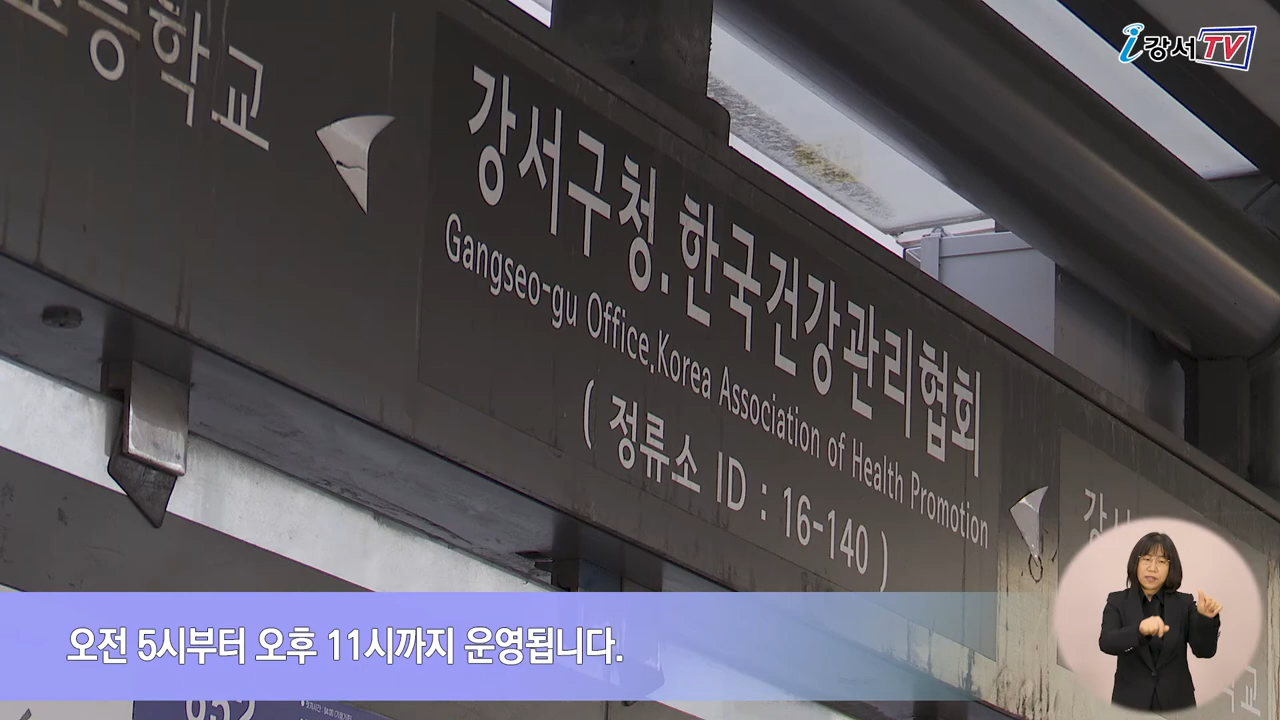 i강서TV
등학교
강서구청.한국건강관리협회
Gangseo-gu Office.Korea Association of Health Promotion
( 정류소 ID : 16-140 )
오전 5시부터 오후 11시까지 운영됩니다.